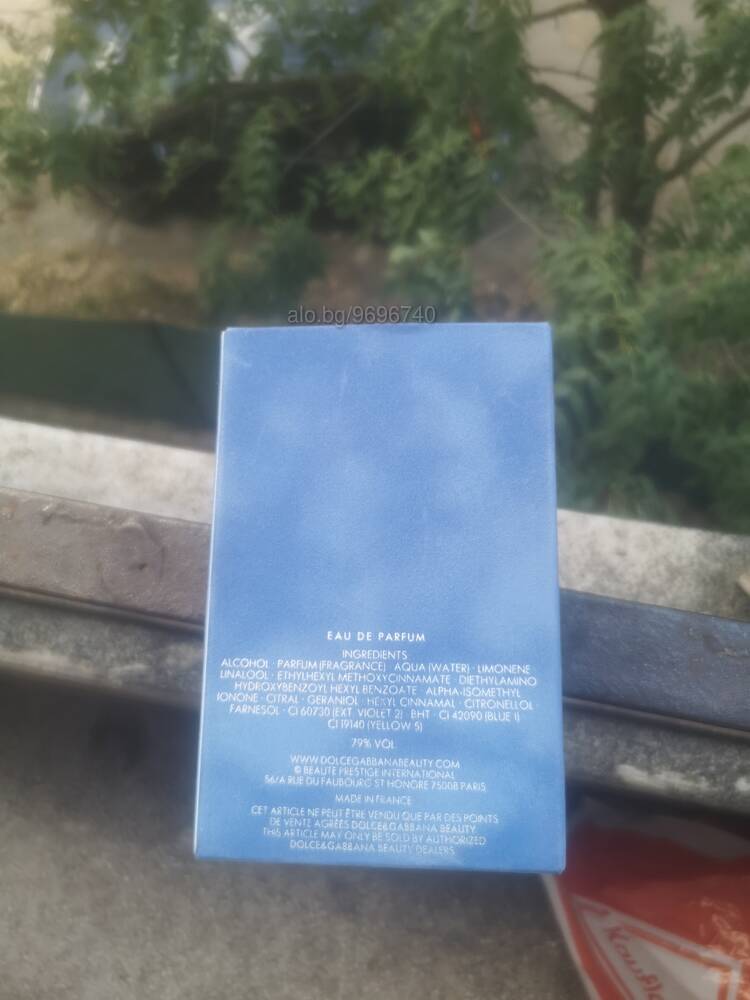 alo.bg/9696740
EAU DE PARFUM
INGREDIENTS
ALCOHOL · PARFUM (FRAGRANCE) · AQUA (WATER) · LIMONENE
LINALOOL · ETHYLHEXYL METHOXYCINNAMATE · DIETHYLAMINO
HYDROXYBENZOYL HEXYL BENZOATE · ALPHA-ISOMETHYL
IONONE · CITRAL · GERANIOL · HEXYL CINNAMAL · CITRONELLOL
FARNESOL · CI 60730 (EXT. VIOLET 2) · BHT · CI 42090 (BLUE 1)
CI 19140 (YELLOW 5)
79% VOL
WWW.DOLCEGABBANABEAUTY.COM
© BEAUTE PRESTIGE INTERNATIONAL
56/A RUE DU FAUBOURG ST HONORE 75008 PARIS
MADE IN FRANCE
CET ARTICLE NE PEUT ÊTRE VENDU QUE PAR DES POINTS
DE VENTE AGRÉÉS DOLCE&GABBANA BEAUTY
THIS ARTICLE MAY ONLY BE SOLD BY AUTHORIZED
DOLCE&GABBANA BEAUTY DEALERS.